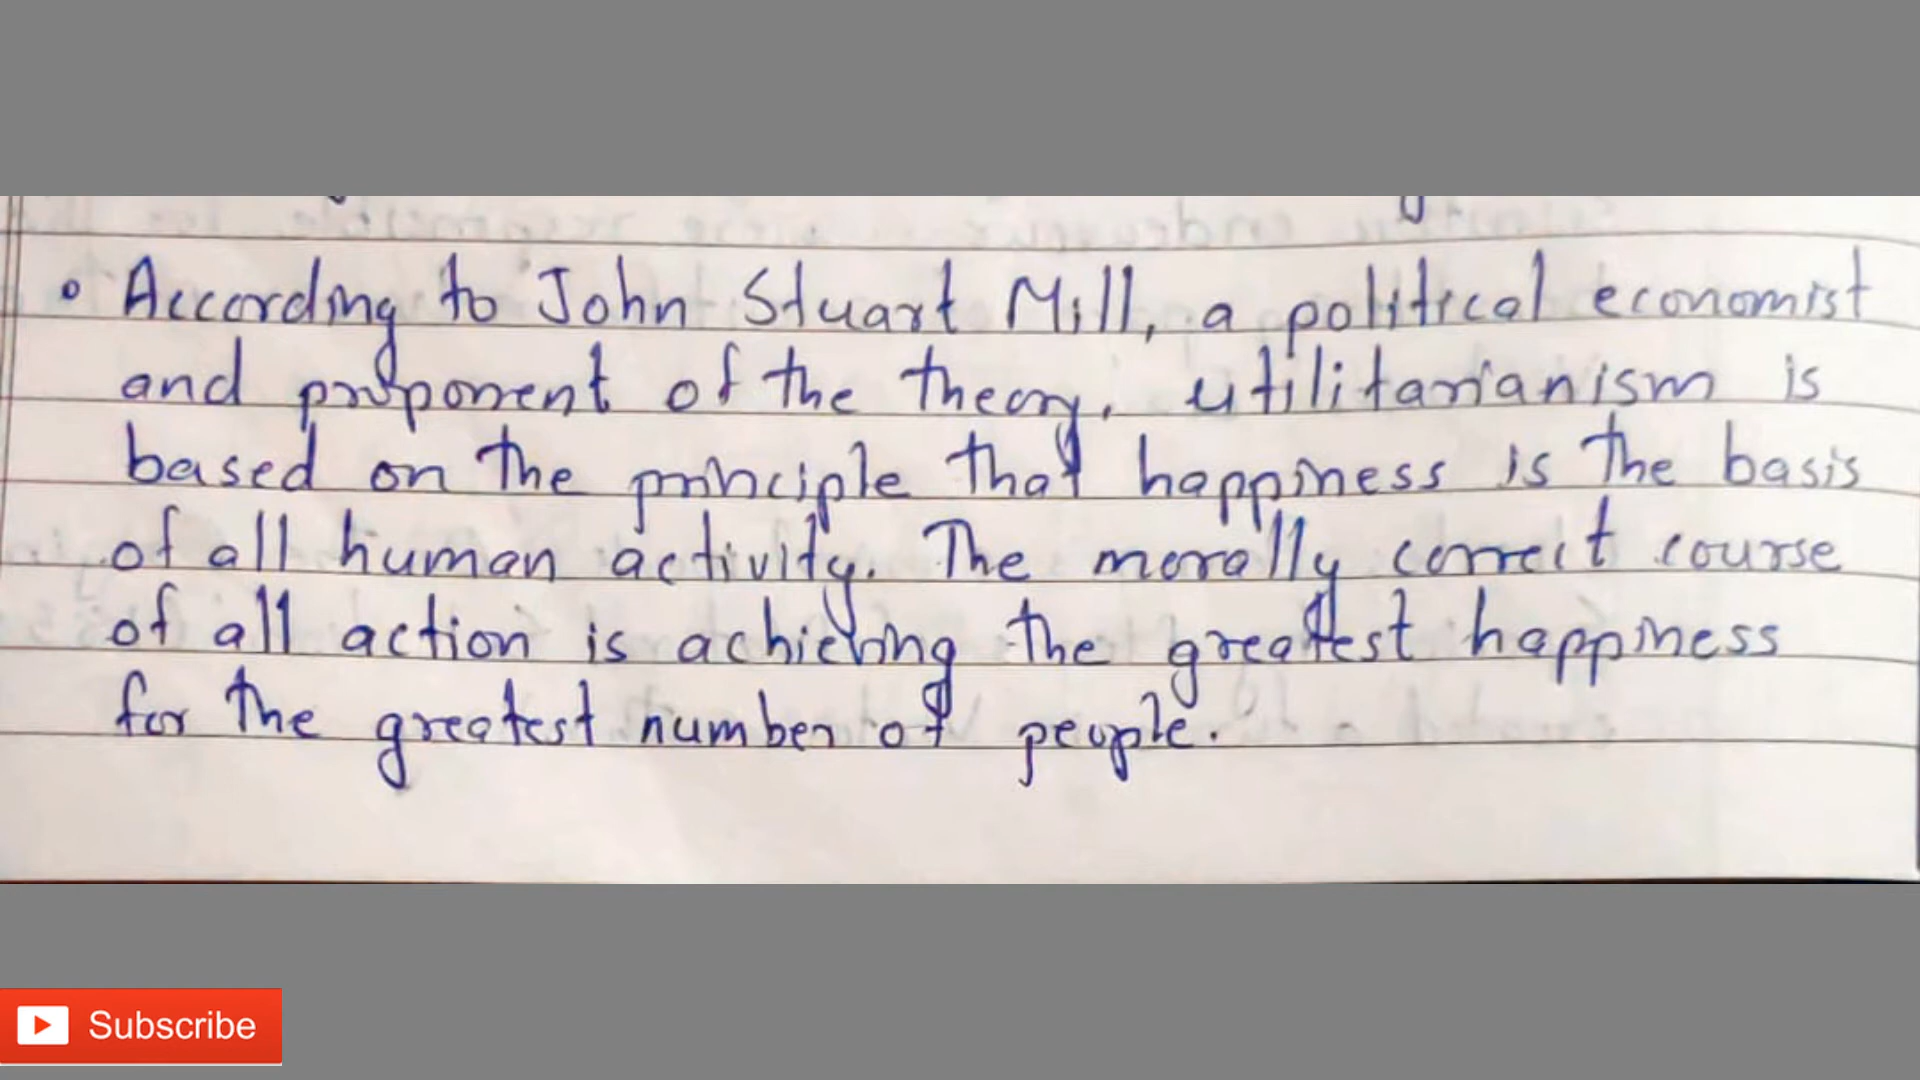 • According to John Stuart Mill, a political economist
and proponent of the theory, utilitarianism is
based on the principle that happiness is the basis
of all human activity. The morally correct course
of all action is achieving the greatest happiness
for the greatest number of people.
Subscribe